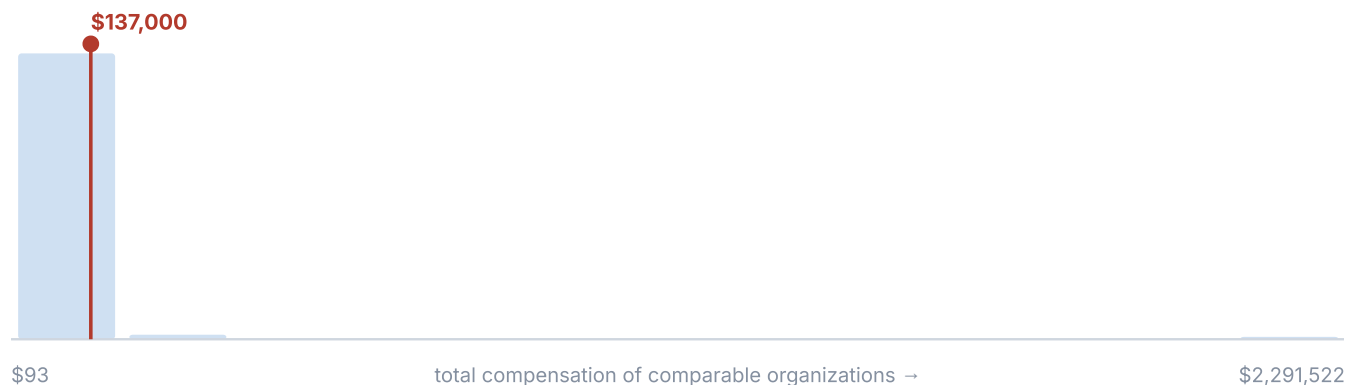 $137,000
$93
total compensation of comparable organizations →
$2,291,522